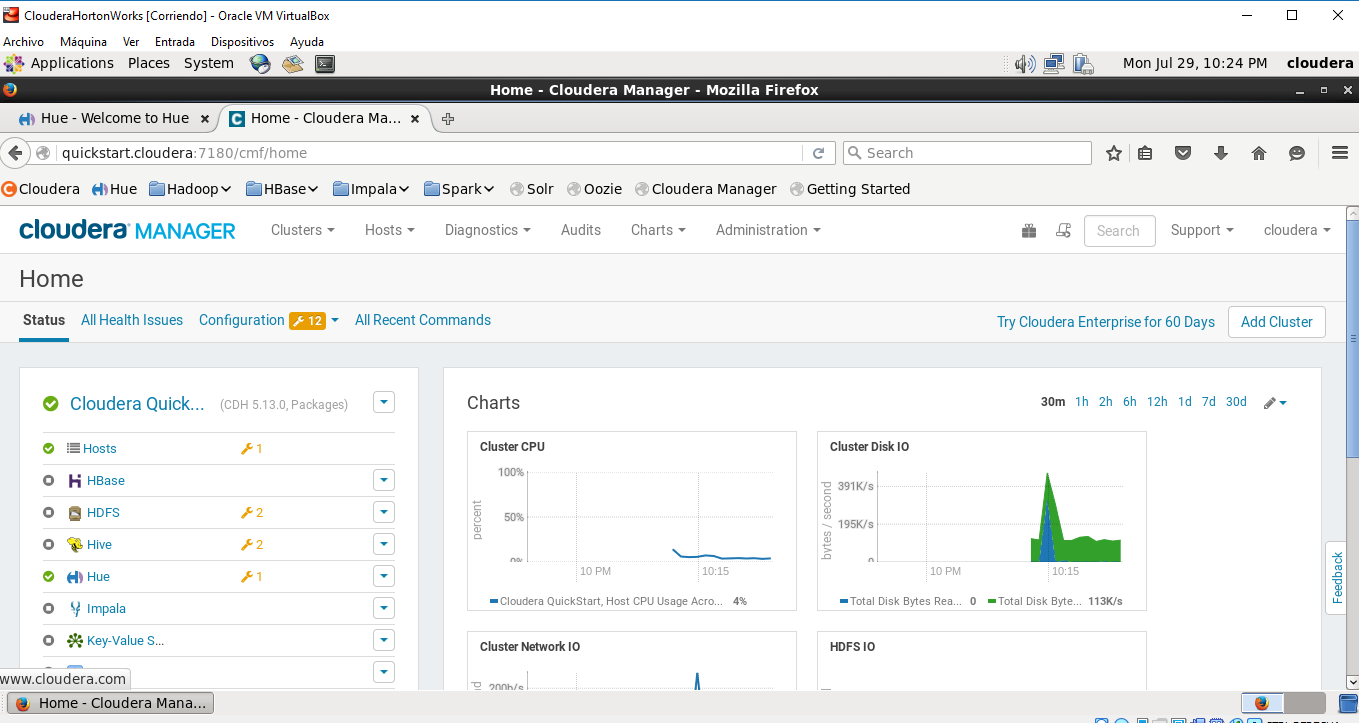 ClouderaHortonWorks [Corriendo] - Oracle VM VirtualBox
Archivo Máquina Ver Entrada Dispositivos Ayuda
Applications Places System Mon Jul 29, 10:24 PM cloudera
Home - Cloudera Manager - Mozilla Firefox
Hue - Welcome to Hue Home - Cloudera Ma...
quickstart.cloudera:7180/cmf/home Search
Cloudera Hue Hadoop HBase Impala Spark Solr Oozie Cloudera Manager Getting Started
cloudera MANAGER Clusters Hosts Diagnostics Audits Charts Administration Search Support cloudera
Home
Status All Health Issues Configuration 12 All Recent Commands Try Cloudera Enterprise for 60 Days Add Cluster
Cloudera Quick... (CDH 5.13.0, Packages)
Hosts 1
HBase
HDFS 2
Hive 2
Hue 1
Impala
Key-Value S...
Charts 30m 1h 2h 6h 12h 1d 7d 30d
Cluster CPU
percent
100%
50%
0%
10 PM 10:15
Cloudera QuickStart, Host CPU Usage Acro... 4%
Cluster Disk IO
bytes / second
391K/s
195K/s
0
10 PM 10:15
Total Disk Bytes Rea... 0 Total Disk Byte... 113K/s
Cluster Network IO
200b/s
HDFS IO
Feedback
www.cloudera.com
Home - Cloudera Mana...